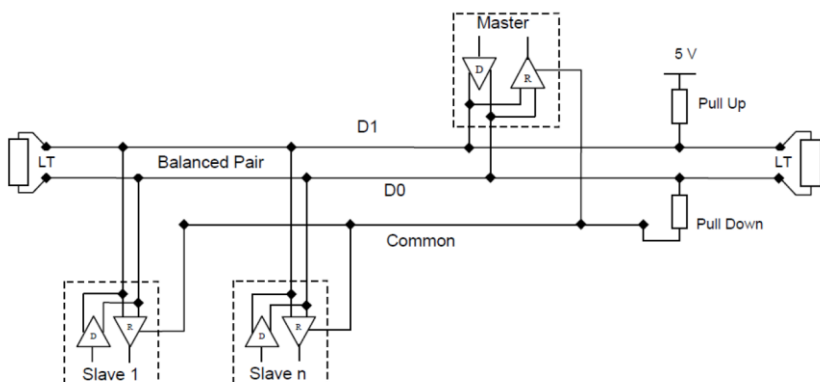 Master
D
R
5 V
Pull Up
D1
LT
Balanced Pair
LT
D0
Pull Down
Common
D
R
D
R
Slave 1
Slave n